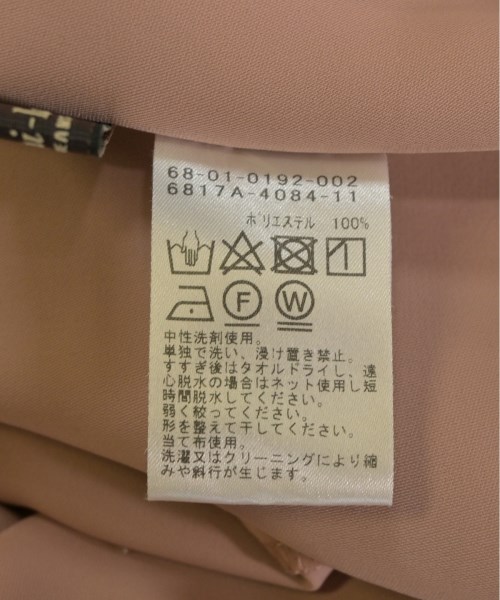 68-01-0192-002
6817A-4084-11
ポリエステル 100%
F W
中性洗剤使用。
単独で洗い、浸け置き禁止。
すすぎ後はタオルドライし、遠
心脱水の場合はネット使用し短
時間脱水してください。
弱く絞ってください。
形を整えて干してください。
当て布使用。
洗濯又はクリーニングにより縮
みや斜行が生じます。